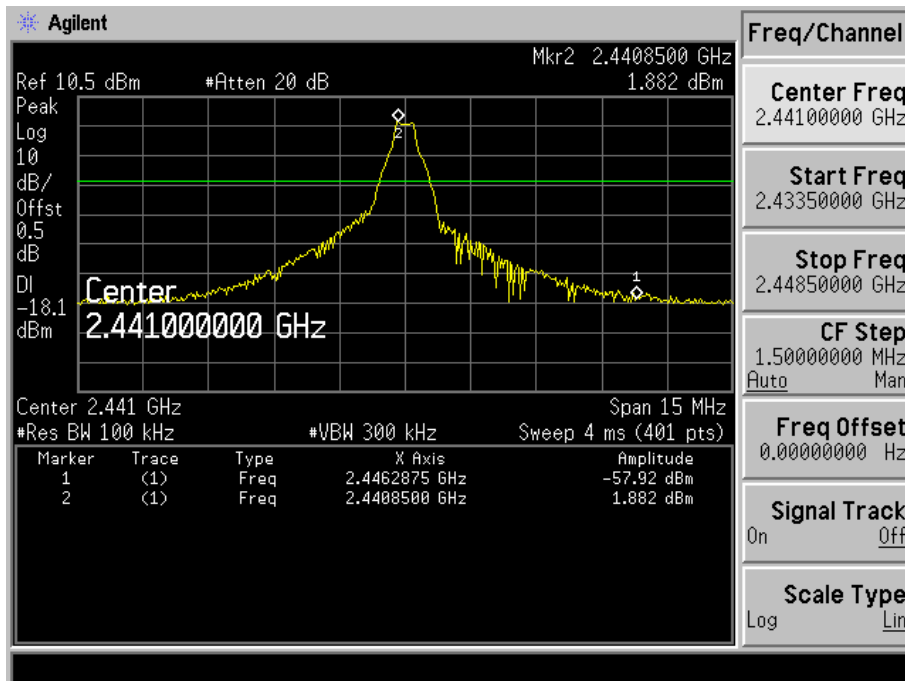 Agilent
Freq/Channel
Mkr2 2.4408500 GHz
Ref 10.5 dBm #Atten 20 dB 1.882 dBm
Peak
Log
10
dB/
Offst
0.5
dB
DI
-18.1
dBm
2
1
Center
2.441000000 GHz
Center 2.441 GHz Span 15 MHz
#Res BW 100 kHz #VBW 300 kHz Sweep 4 ms (401 pts)
Marker Trace Type X Axis Amplitude
1 (1) Freq 2.4462875 GHz -57.92 dBm
2 (1) Freq 2.4408500 GHz 1.882 dBm
Center Freq
2.44100000 GHz
Start Freq
2.43350000 GHz
Stop Freq
2.44850000 GHz
CF Step
1.50000000 MHz
Auto Man
Freq Offset
0.00000000 Hz
Signal Track
On Off
Scale Type
Log Lin